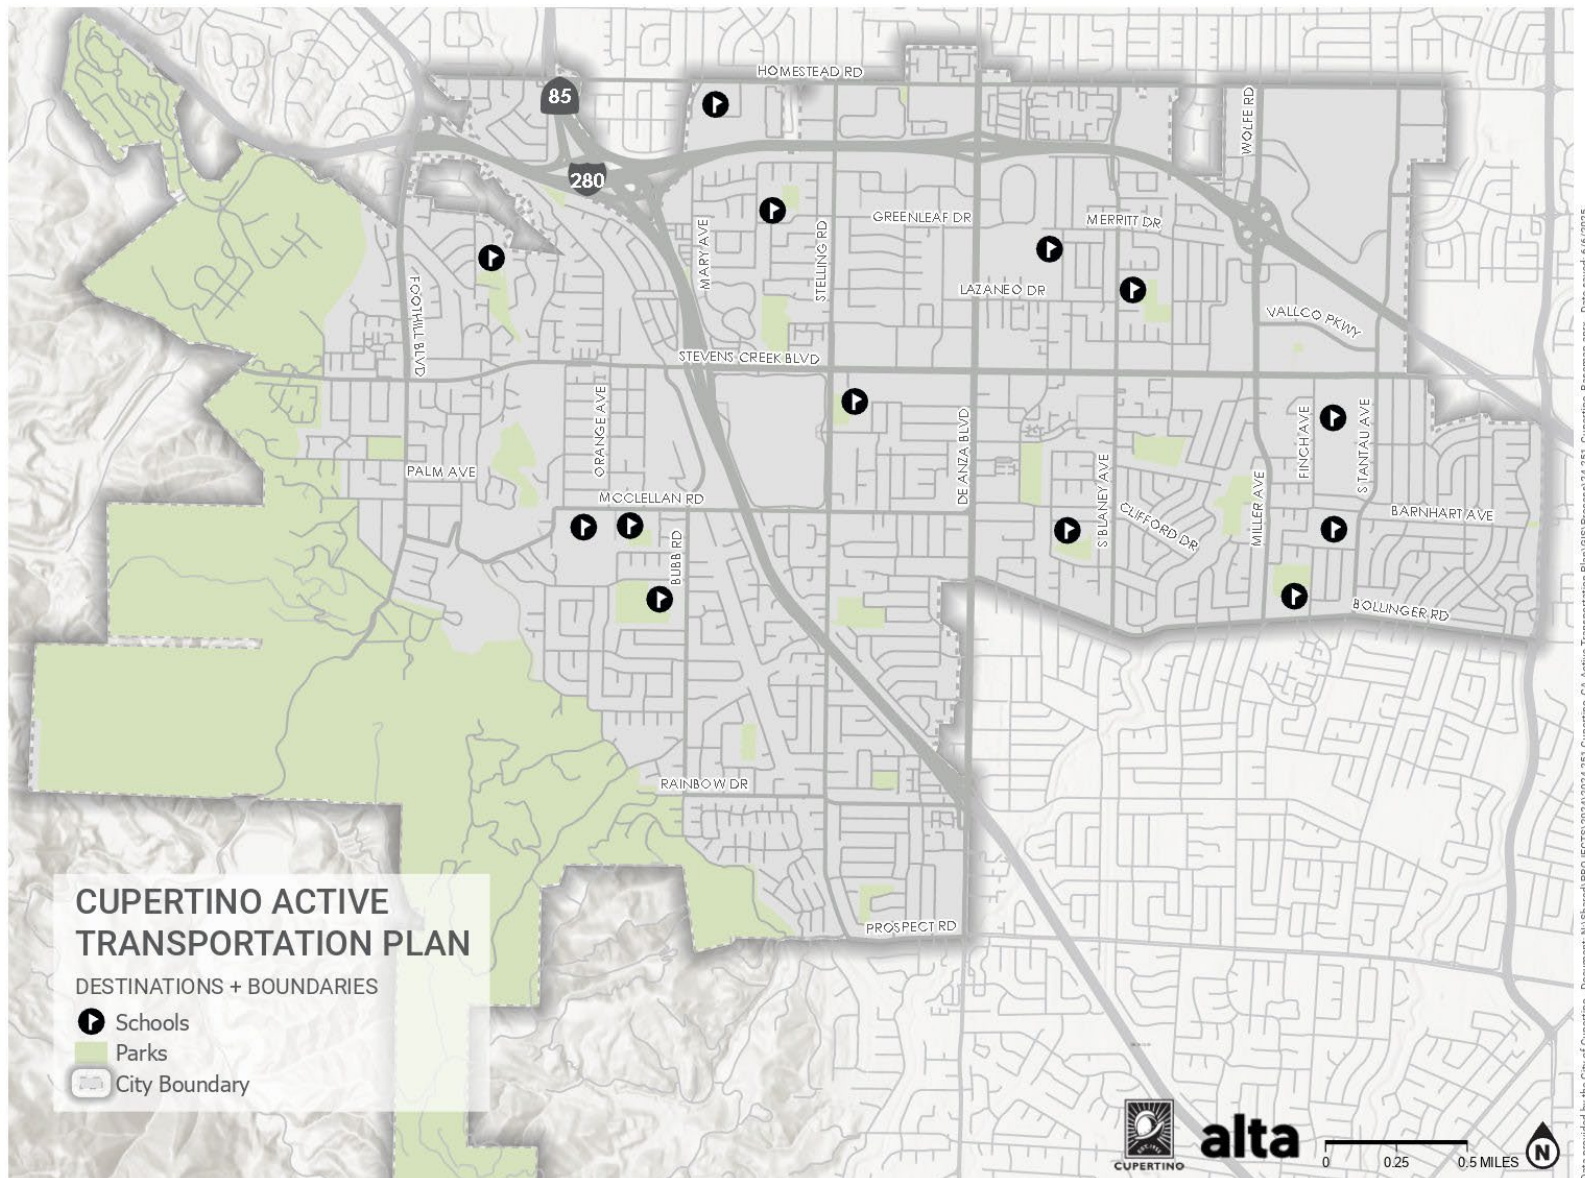 HOMESTEAD RD
85
280
WOLFE RD
GREENLEAF DR
MERRITT DR
MARY AVE
STELLING RD
FOOTHILL BLVD
LAZANEO DR
VALLCO PKWY
STEVENS CREEK BLVD
ORANGE AVE
DE ANZA BLVD
FINCH AVE
S TANTAU AVE
PALM AVE
MCCLELLAN RD
S BLANEY AVE
MILLER AVE
CLIFFORD DR
BARNHART AVE
BUBB RD
BOLLINGER RD
RAINBOW DR
PROSPECT RD
CUPERTINO ACTIVE
TRANSPORTATION PLAN
DESTINATIONS + BOUNDARIES
Schools
Parks
City Boundary
CUPERTINO
alta
0 0.25 0.5 MILES
N